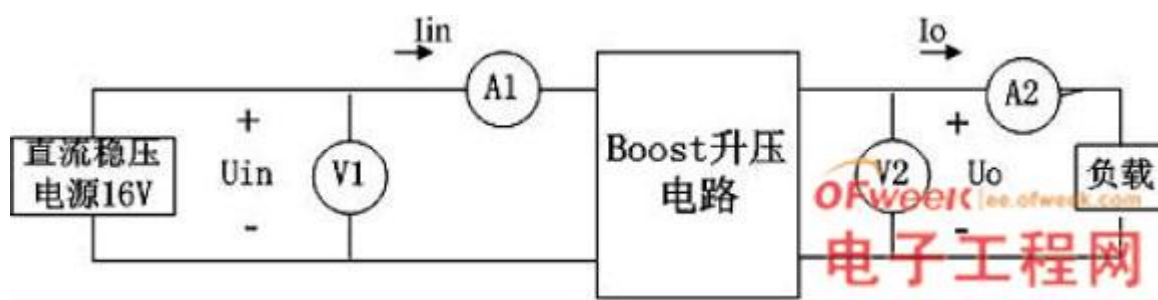 Iin
Io
A1
A2
直流稳压
电源16V
+
Uin
-
V1
Boost升压
电路
V2
+
Uo
-
负载
OFweek
ee.ofweek.com
电子工程网